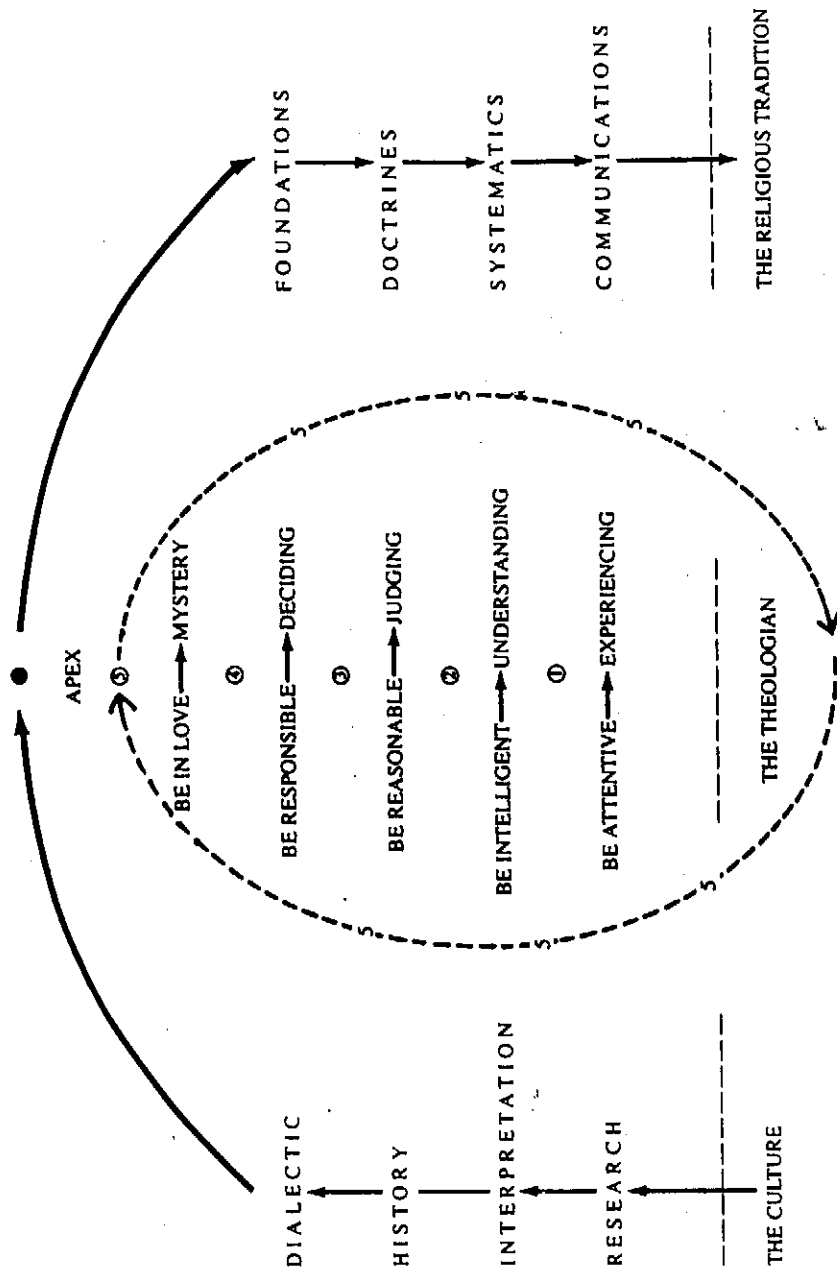 DIALECTIC
HISTORY
INTERPRETATION
RESEARCH
THE CULTURE
APEX
⑤
BE IN LOVE MYSTERY
④
BE RESPONSIBLE DECIDING
③
BE REASONABLE JUDGING
②
BE INTELLIGENT UNDERSTANDING
①
BE ATTENTIVE EXPERIENCING
THE THEOLOGIAN
5
5
5
5
5
5
FOUNDATIONS
DOCTRINES
SYSTEMATICS
COMMUNICATIONS
THE RELIGIOUS TRADITION